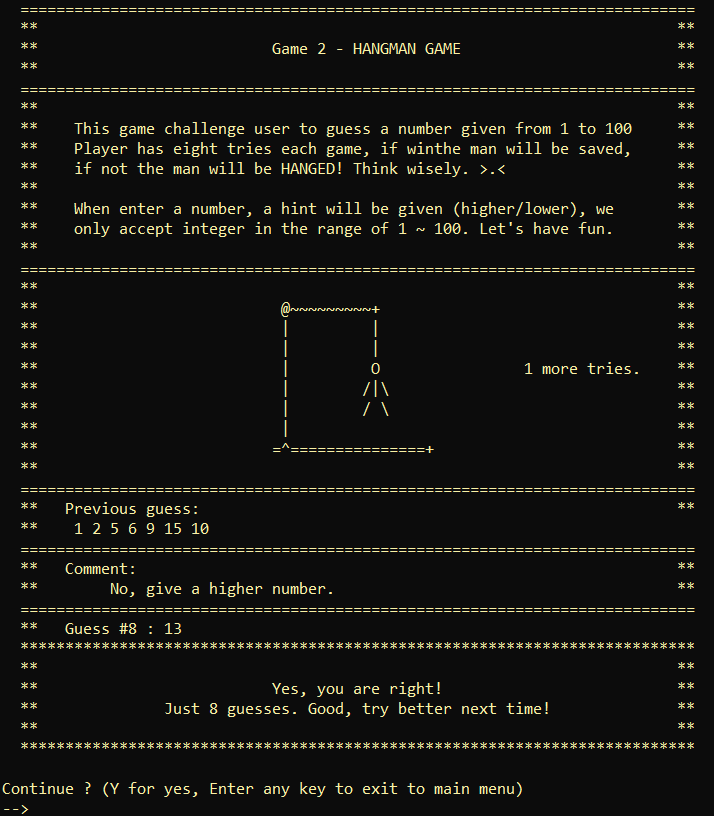 ===========================================================================
** **
** Game 2 - HANGMAN GAME **
** **
===========================================================================
** **
** This game challenge user to guess a number given from 1 to 100 **
** Player has eight tries each game, if winthe man will be saved, **
** if not the man will be HANGED! Think wisely. >.< **
** **
** When enter a number, a hint will be given (higher/lower), we **
** only accept integer in the range of 1 ~ 100. Let's have fun. **
** **
===========================================================================
** **
** @~~~~~~~~~+ **
** | | **
** | | **
** | O 1 more tries. **
** | /|\ **
** | / \ **
** | **
** =^===============+ **
** **
===========================================================================
** Previous guess: **
** 1 2 5 6 9 15 10
===========================================================================
** Comment: **
** No, give a higher number. **
===========================================================================
** Guess #8 : 13
***************************************************************************
** **
** Yes, you are right! **
** Just 8 guesses. Good, try better next time! **
** **
***************************************************************************
Continue ? (Y for yes, Enter any key to exit to main menu)
-->